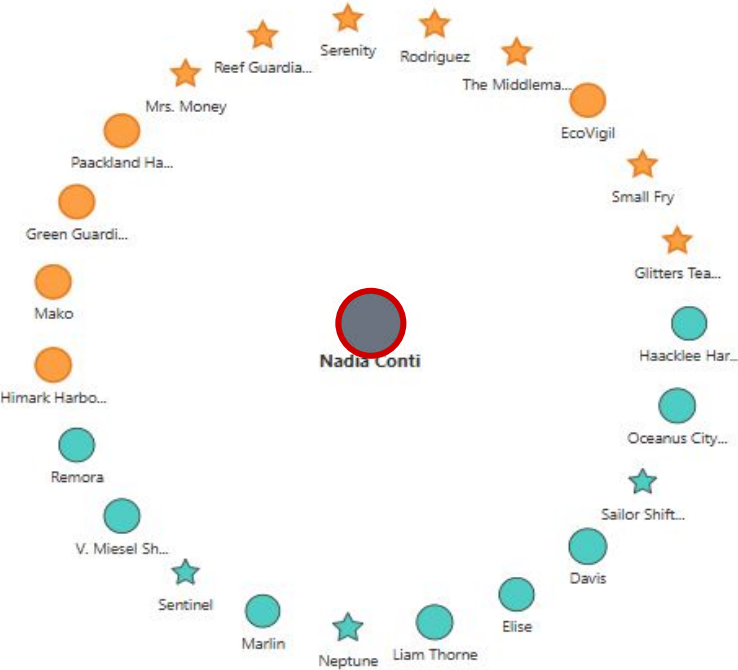 Serenity
Rodriguez
Reef Guardia...
The Middlema...
Mrs. Money
EcoVigil
Paackland Ha...
Small Fry
Green Guardi...
Glitters Tea...
Mako
Haacklee Har...
Nadia Conti
Himark Harbo...
Oceanus City...
Remora
Sailor Shift...
V. Miesel Sh...
Davis
Sentinel
Elise
Marlin
Liam Thorne
Neptune